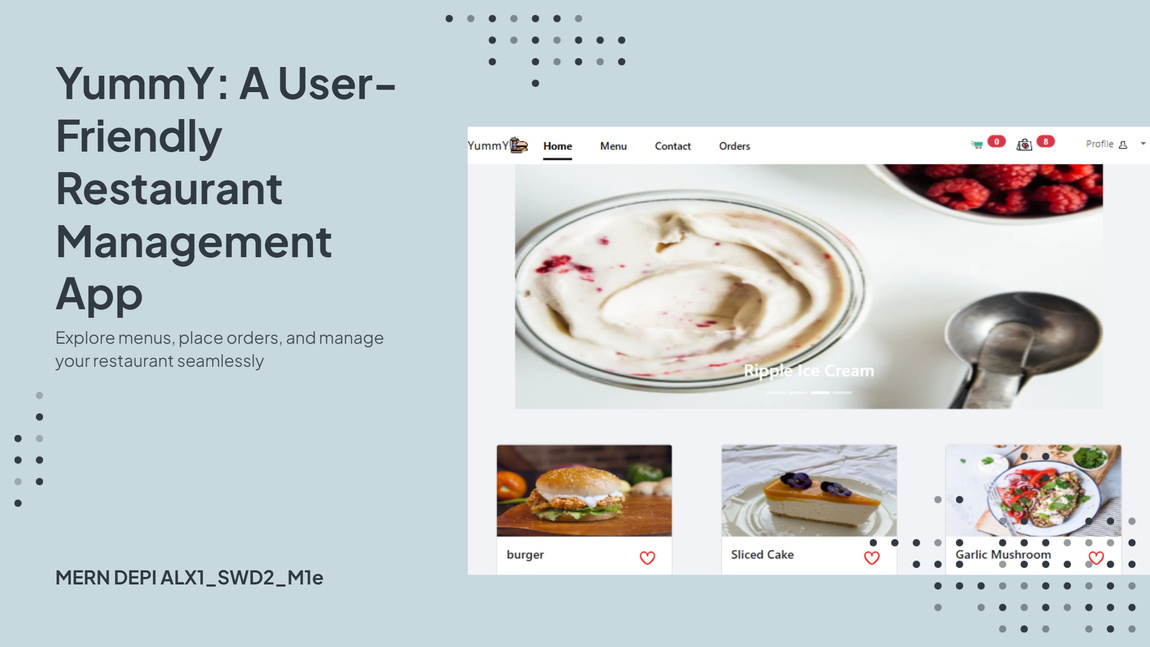 YummY: A User-
Friendly
Restaurant
Management
App
Explore menus, place orders, and manage
your restaurant seamlessly
MERN DEPI ALX1_SWD2_M1e
YummY Home Menu Contact Orders 0 8 Profile
Ripple Ice Cream
burger Sliced Cake Garlic Mushroom